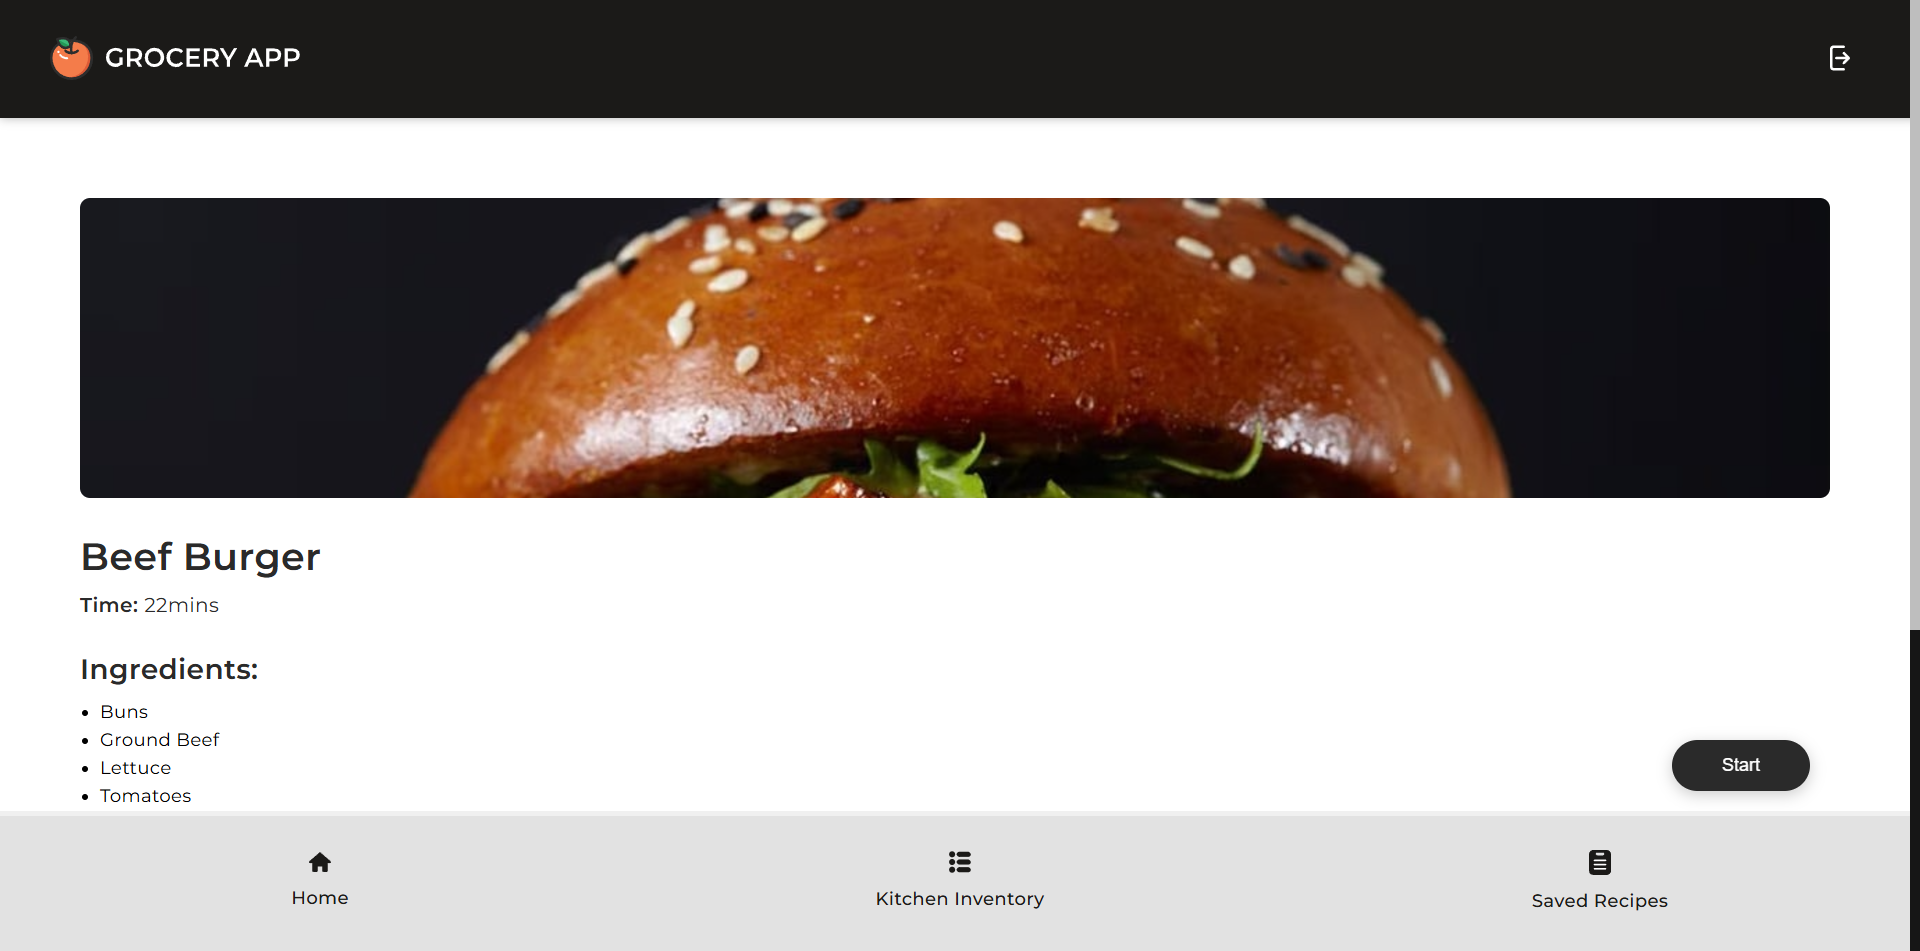 GROCERY APP
Beef Burger
Time: 22mins
Ingredients:
• Buns
• Ground Beef
• Lettuce
• Tomatoes
Start
Home
Kitchen Inventory
Saved Recipes